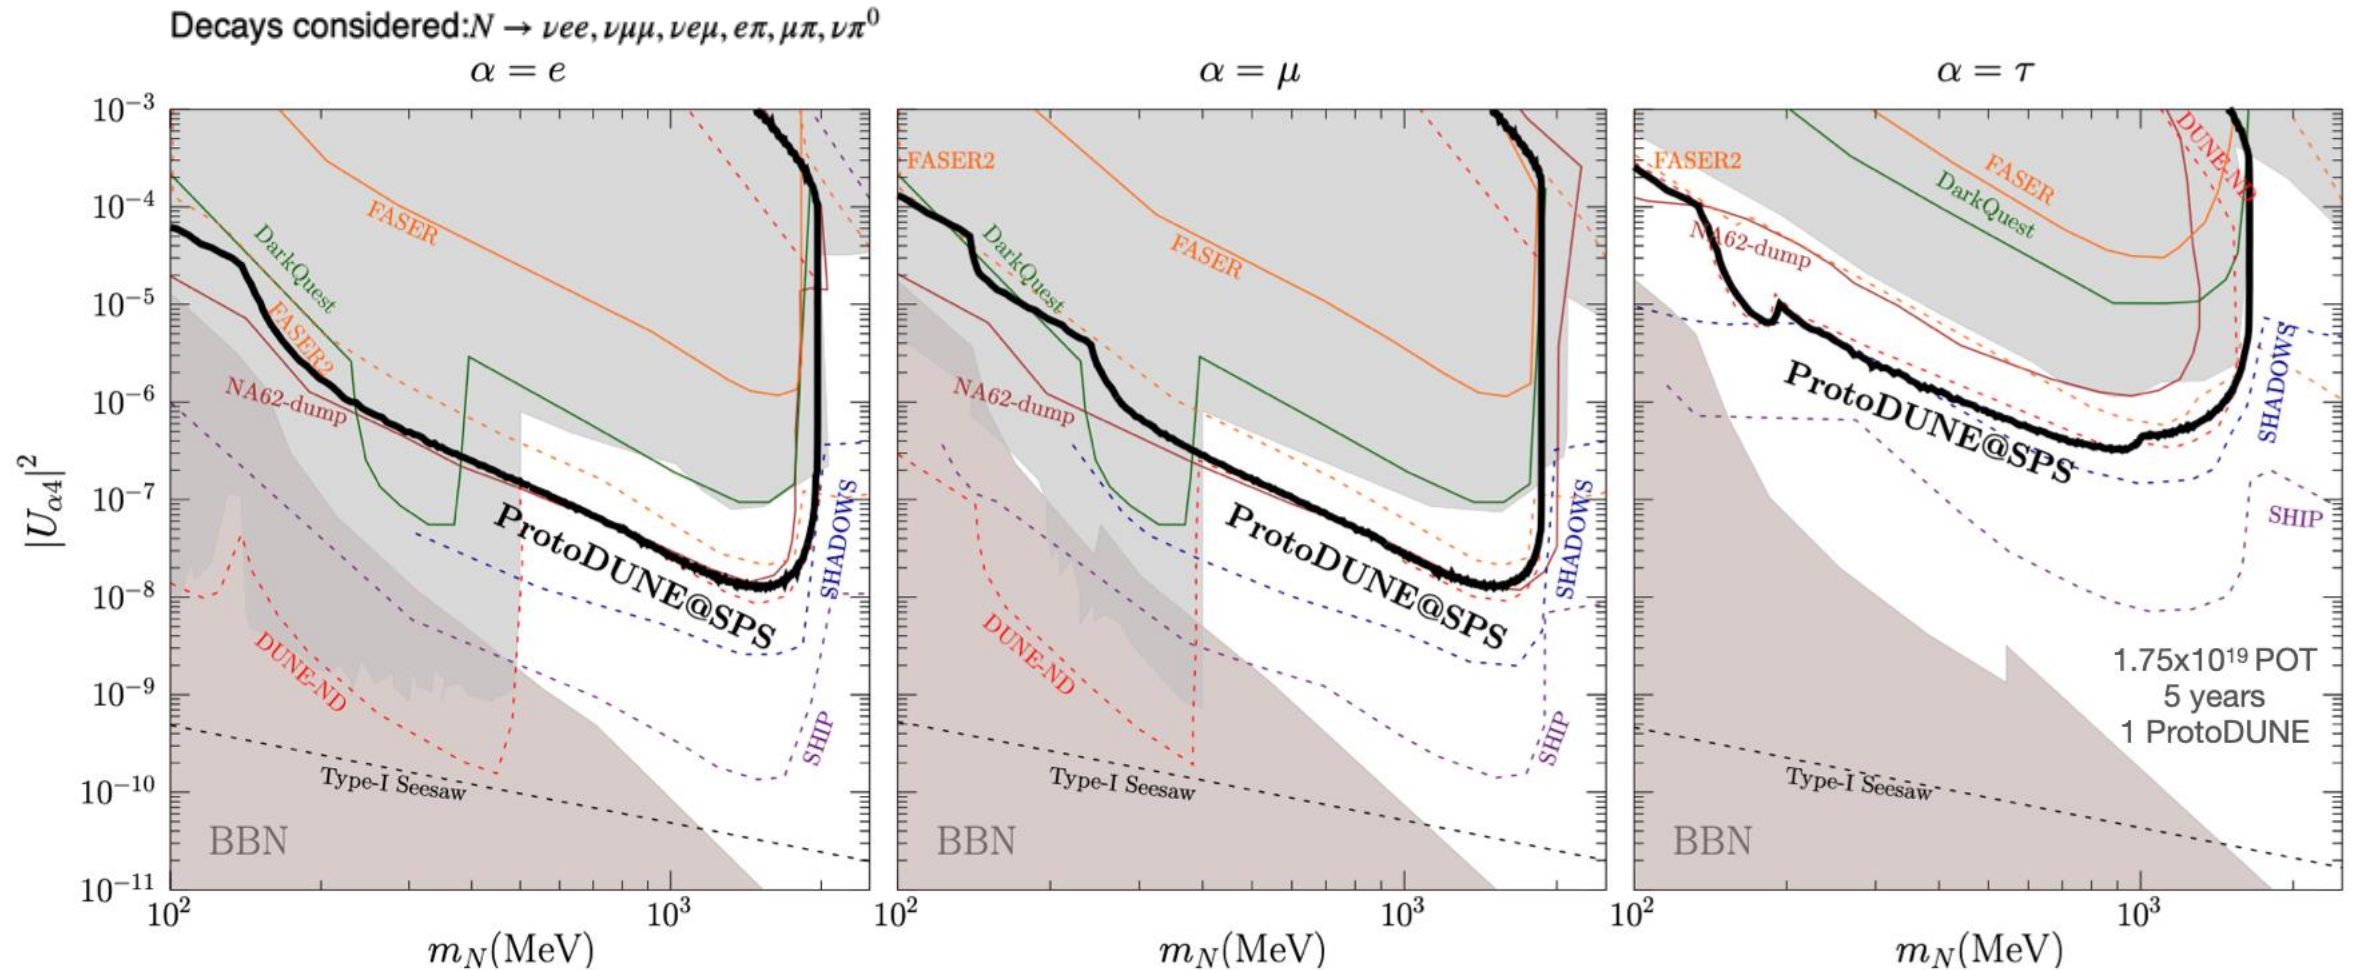 Decays considered:N → νee, νμμ, νeμ, eπ, μπ, νπ⁰
α = e
α = μ
α = τ
|U_{α4}|²
10⁻³
10⁻⁴
10⁻⁵
10⁻⁶
10⁻⁷
10⁻⁸
10⁻⁹
10⁻¹⁰
10⁻¹¹
FASER
DarkQuest
FASER2
NA62-dump
ProtoDUNE@SPS
SHADOWS
DUNE-ND
SHIP
Type-I Seesaw
BBN
10²
10³
m_N(MeV)
FASER2
DarkQuest
FASER
NA62-dump
ProtoDUNE@SPS
SHADOWS
DUNE-ND
SHIP
Type-I Seesaw
BBN
10²
10³
m_N(MeV)
DUNE-ND
FASER2
FASER
DarkQuest
NA62-dump
ProtoDUNE@SPS
SHADOWS
SHIP
1.75x10¹⁹ POT
5 years
1 ProtoDUNE
Type-I Seesaw
BBN
10²
10³
m_N(MeV)